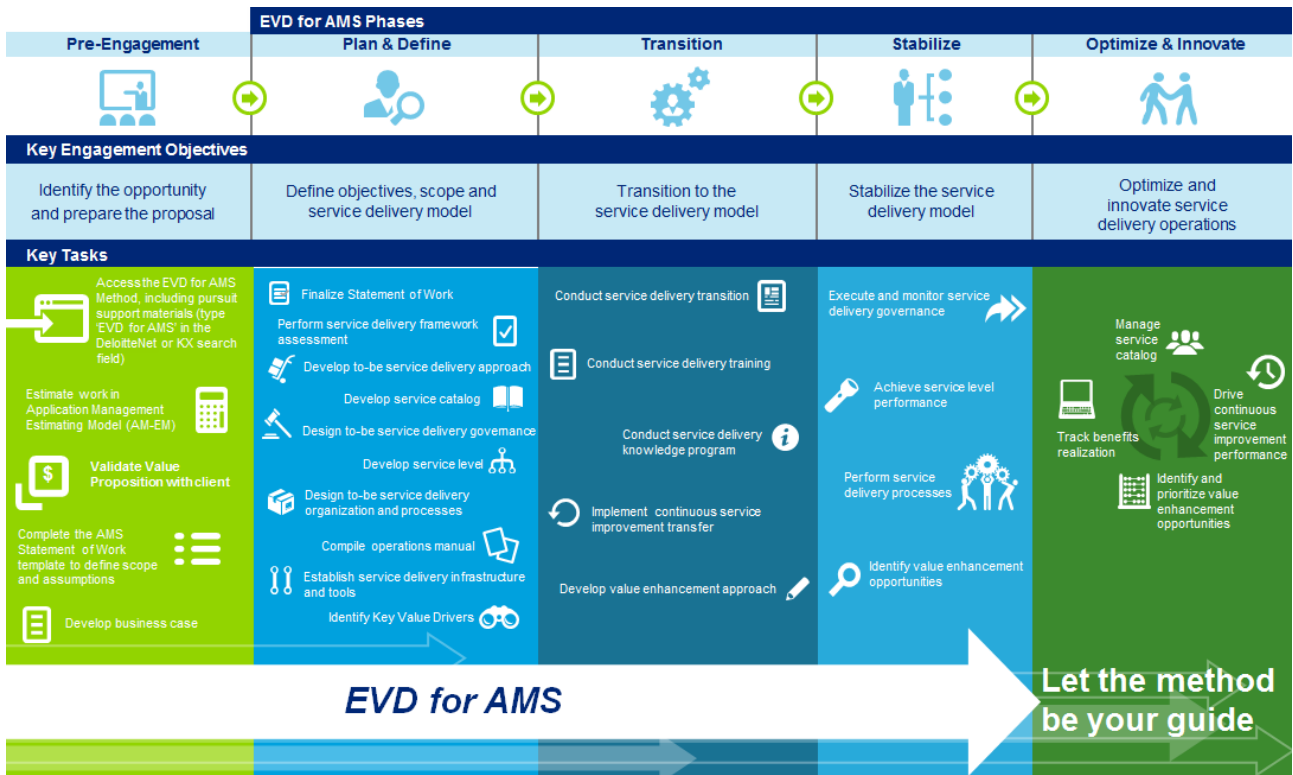 EVD for AMS Phases
Pre-Engagement
Plan & Define
Transition
Stabilize
Optimize & Innovate
Key Engagement Objectives
Identify the opportunity
and prepare the proposal
Define objectives, scope and
service delivery model
Transition to the
service delivery model
Stabilize the service
delivery model
Optimize and
innovate service
delivery operations
Key Tasks
Access the EVD for AMS
Method, including pursuit
support materials (type
'EVD for AMS' in the
DeloitteNet or KX search
field)
Estimate work in
Application Management
Estimating Model (AM-EM)
$
Validate Value
Proposition with client
Complete the AMS
Statement of Work
template to define scope
and assumptions
Develop business case
Finalize Statement of Work
Perform service delivery framework
assessment
Develop to-be service delivery approach
Develop service catalog
Design to-be service delivery governance
Develop service level
Design to-be service delivery
organization and processes
Compile operations manual
Establish service delivery infrastructure
and tools
Identify Key Value Drivers
Conduct service delivery transition
Conduct service delivery training
Conduct service delivery
knowledge program
i
Implement continuous service
improvement transfer
Develop value enhancement approach
Execute and monitor service
delivery governance
Achieve service level
performance
Perform service
delivery processes
Identify value enhancement
opportunities
Manage
service
catalog
Drive
continuous
service
improvement
performance
Track benefits
realization
Identify and
prioritize value
enhancement
opportunities
EVD for AMS
Let the method
be your guide